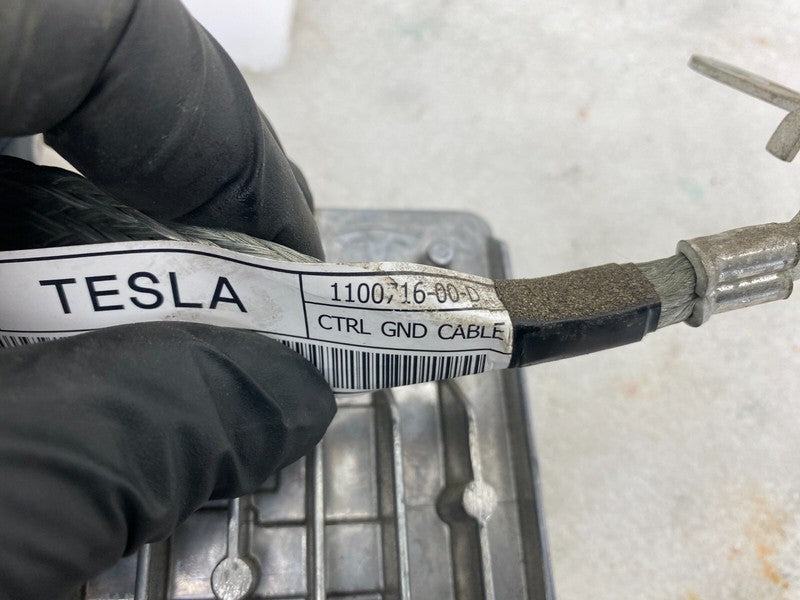 TESLA
1100716-00-D
CTRL GND CABLE